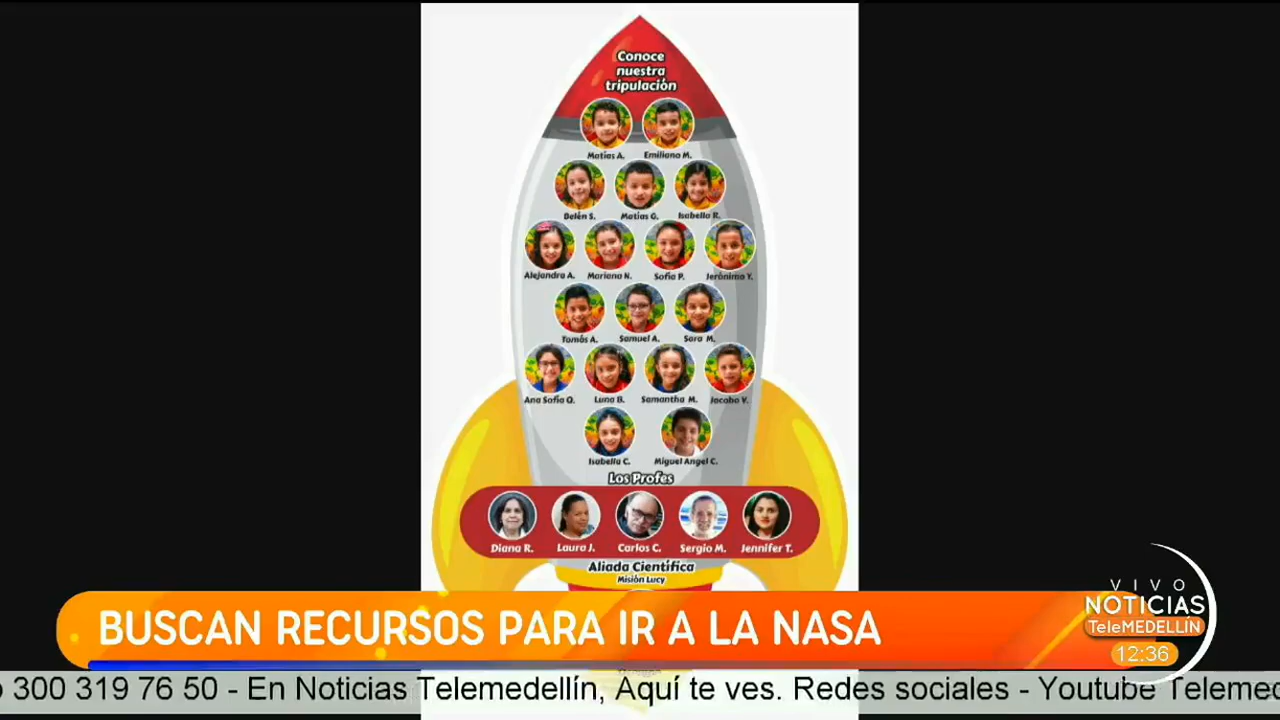 Conoce
nuestra
tripulación
Matías A. Emiliano M.
Belén S. Matías G. Isabella R.
Alejandra A. Mariana N. Sofía P. Jerónimo Y.
Tomás A. Samuel A. Sara M.
Ana Sofía Q. Luna B. Samantha M. Jacobo V.
Isabella C. Miguel Angel C.
Los Profes
Diana R. Laura J. Carlos C. Sergio M. Jennifer T.
Aliada Científica
Misión Lucy
VIVO
NOTICIAS
TeleMEDELLÍN
12:36
BUSCAN RECURSOS PARA IR A LA NASA
o 300 319 76 50 - En Noticias Telemedellín, Aquí te ves. Redes sociales - Youtube Telemed